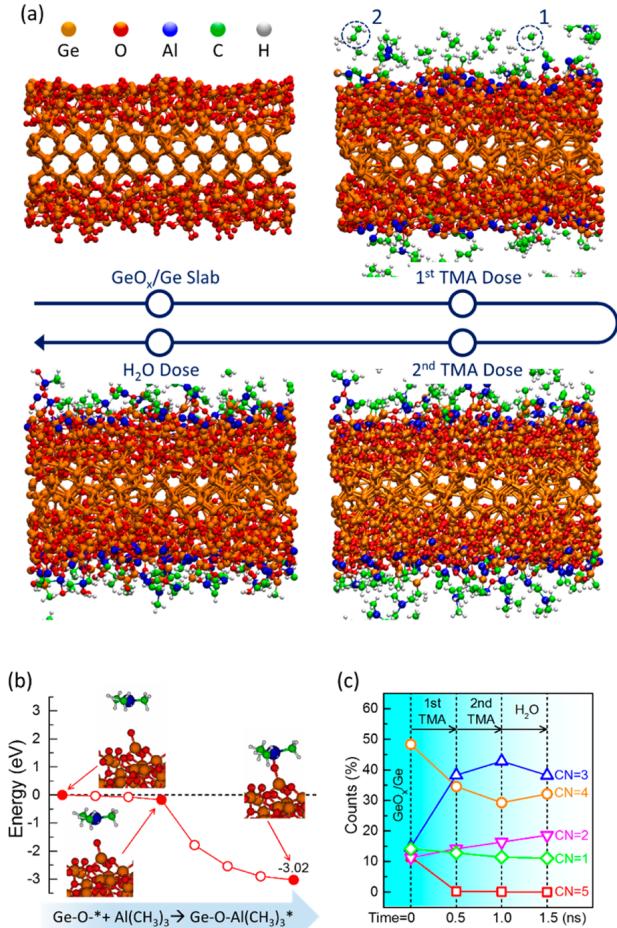 (a)
Ge O Al C H
2 1
GeOₓ/Ge Slab 1ˢᵗ TMA Dose
H₂O Dose 2ⁿᵈ TMA Dose
(b)
Energy (eV)
3
2
1
0
-1
-2
-3
-3.02
Ge-O-*+ Al(CH₃)₃→ Ge-O-Al(CH₃)₃*
(c)
Counts (%)
60
50
40
30
20
10
0
GeOₓ/Ge
1st
TMA
2nd
TMA
H₂O
CN=3
CN=4
CN=2
CN=1
CN=5
Time=0 0.5 1.0 1.5 (ns)